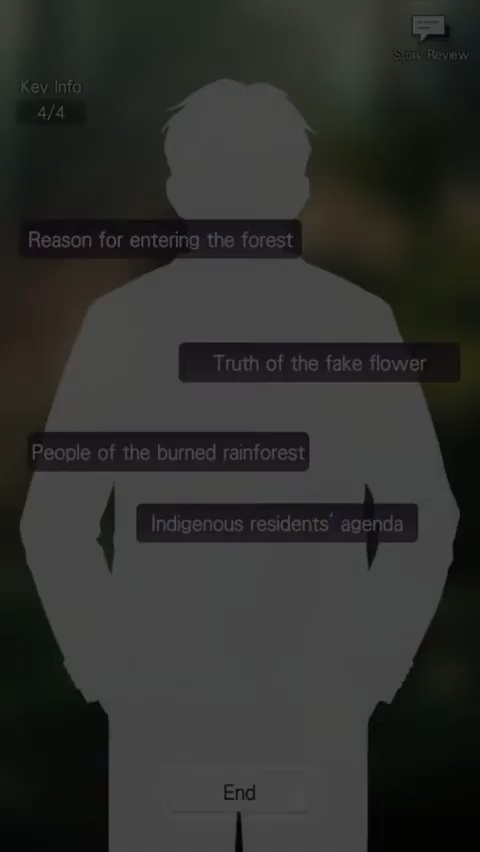 Story Review
Key Info
4/4
Reason for entering the forest
Truth of the fake flower
People of the burned rainforest
Indigenous residents' agenda
End